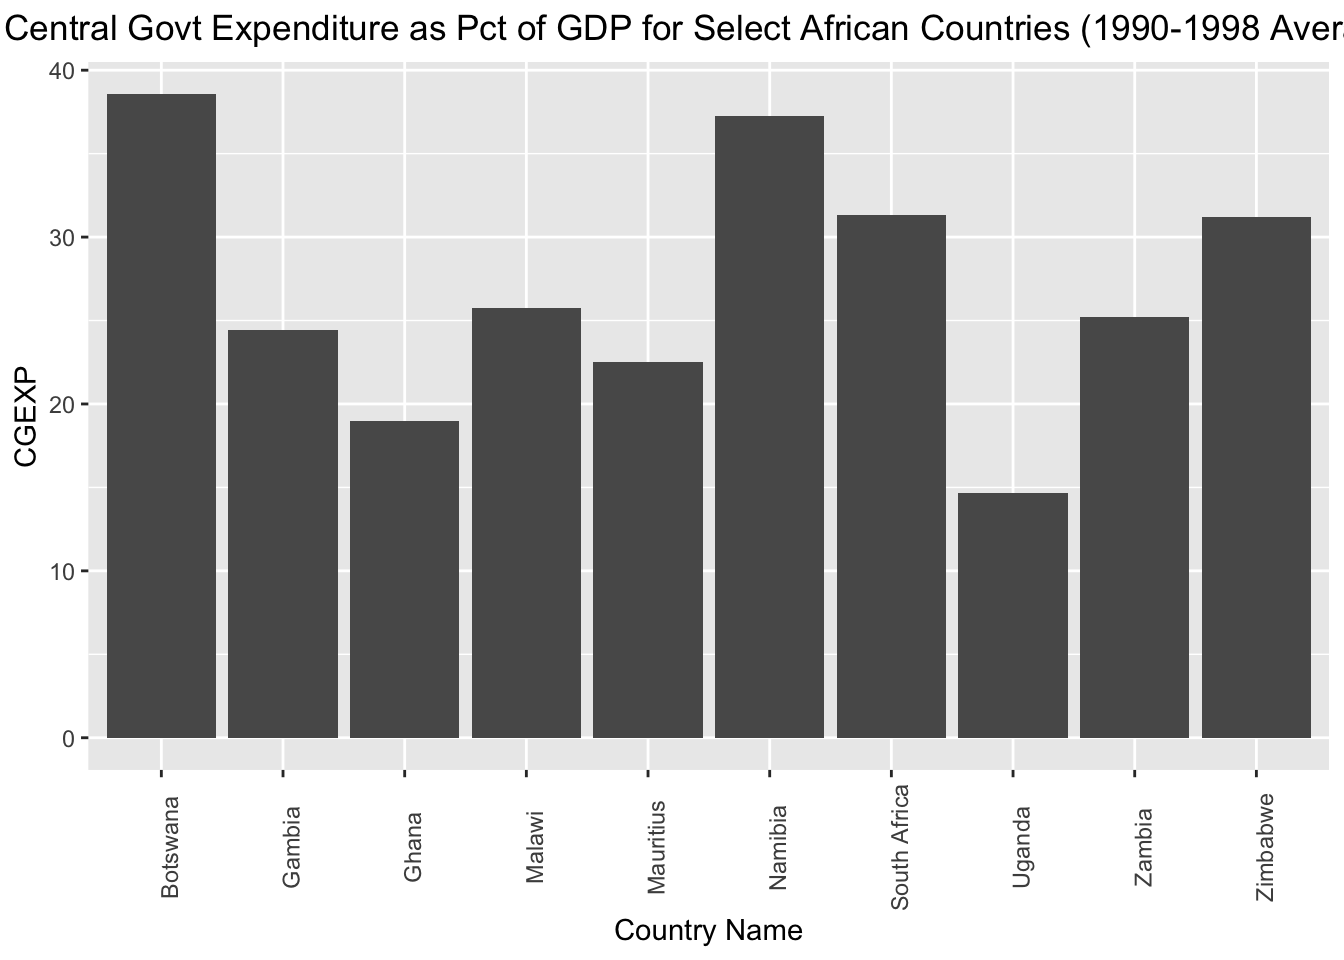 Central Govt Expenditure as Pct of GDP for Select African Countries (1990-1998 Aver
40
30
20
10
0
CGEXP
Botswana
Gambia
Ghana
Malawi
Mauritius
Namibia
South Africa
Uganda
Zambia
Zimbabwe
Country Name